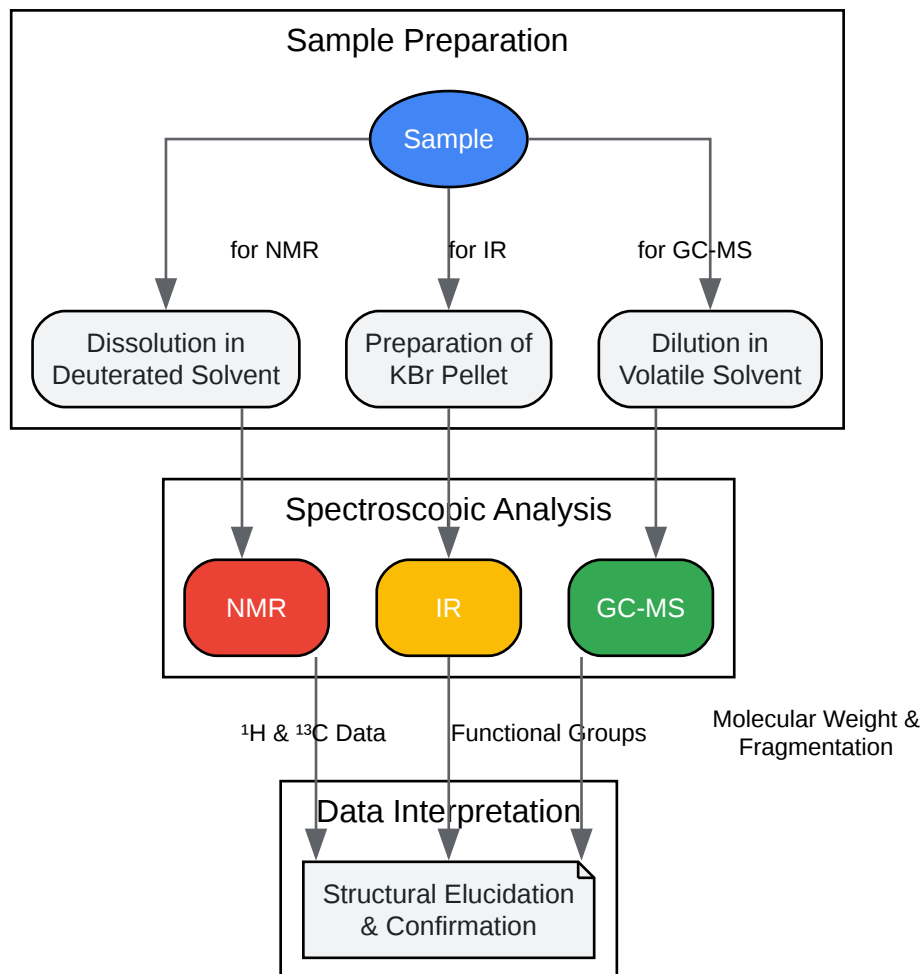 Sample Preparation
Sample
for NMR
for IR
for GC-MS
Dissolution in
Deuterated Solvent
Preparation of
KBr Pellet
Dilution in
Volatile Solvent
Spectroscopic Analysis
NMR
IR
GC-MS
¹H & ¹³C Data
Functional Groups
Molecular Weight &
Fragmentation
Data Interpretation
Structural Elucidation
& Confirmation